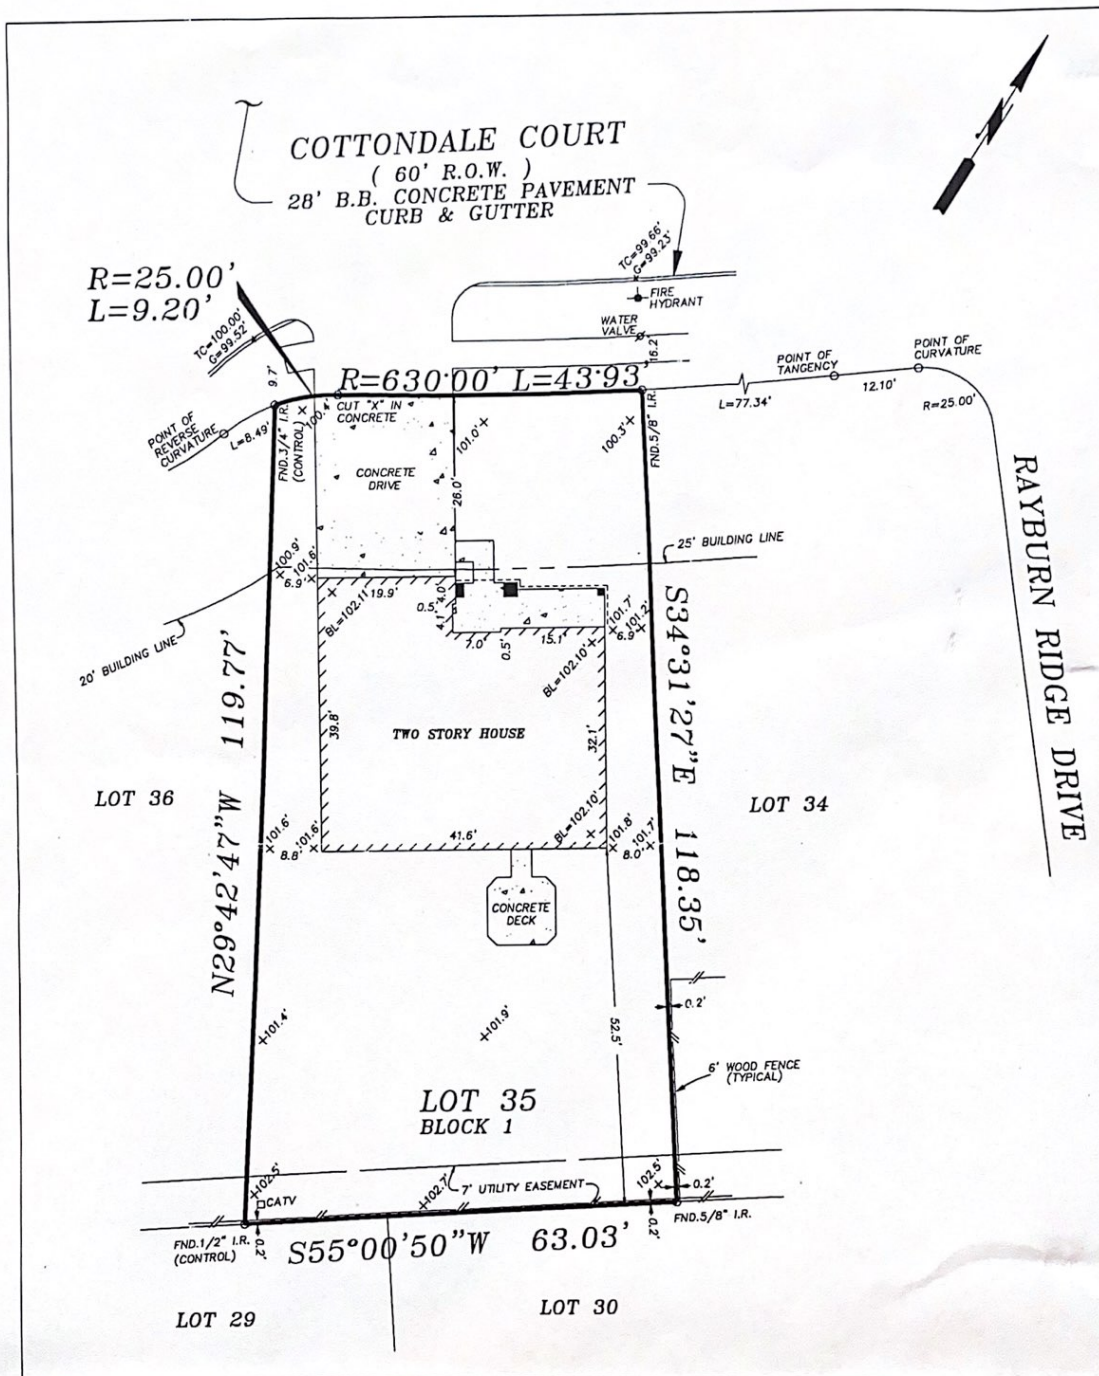 COTTONDALE COURT
( 60' R.O.W. )
28' B.B. CONCRETE PAVEMENT
CURB & GUTTER
R=25.00'
L=9.20'
TC=99.66'
G=99.23'
FIRE
HYDRANT
WATER
VALVE
16.2'
TC=100.00'
G=99.52'
9.7'
R=630.00' L=43.93'
POINT OF
TANGENCY
POINT OF
CURVATURE
L=77.34'
12.10'
R=25.00'
POINT OF
REVERSE
CURVATURE
L=8.49'
FND.3/4" I.R.
(CONTROL)
100.4'
CUT "X" IN
CONCRETE
101.0'
100.3'
FND.5/8" I.R.
CONCRETE
DRIVE
26.0'
RAYBURN RIDGE DRIVE
25' BUILDING LINE
100.9'
101.6'
6.9'
19.9'
BL=102.11'
4.0'
0.5'
4.1'
7.0'
0.5'
15.1'
BL=102.10'
101.7'
101.2'
6.9'
20' BUILDING LINE
N29°42'47"W 119.77'
S34°31'27"E 118.35'
39.8'
TWO STORY HOUSE
32.1'
LOT 36
LOT 34
101.6'
101.6'
8.8'
41.6'
BL=102.10'
101.8'
101.7'
8.0'
CONCRETE
DECK
0.2'
101.4'
101.9'
52.5'
6' WOOD FENCE
(TYPICAL)
LOT 35
BLOCK 1
102.5'
CATV
102.7'
7' UTILITY EASEMENT
102.5'
0.2'
FND.1/2" I.R.
(CONTROL)
0.2'
S55°00'50"W 63.03'
0.2'
FND.5/8" I.R.
LOT 29
LOT 30